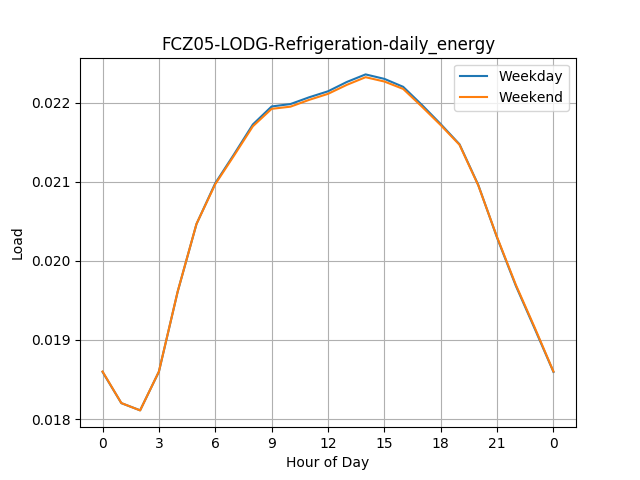 FCZ05-LODG-Refrigeration-daily_energy
Weekday
Weekend
0.022
0.021
0.020
0.019
0.018
Load
0 3 6 9 12 15 18 21 0
Hour of Day